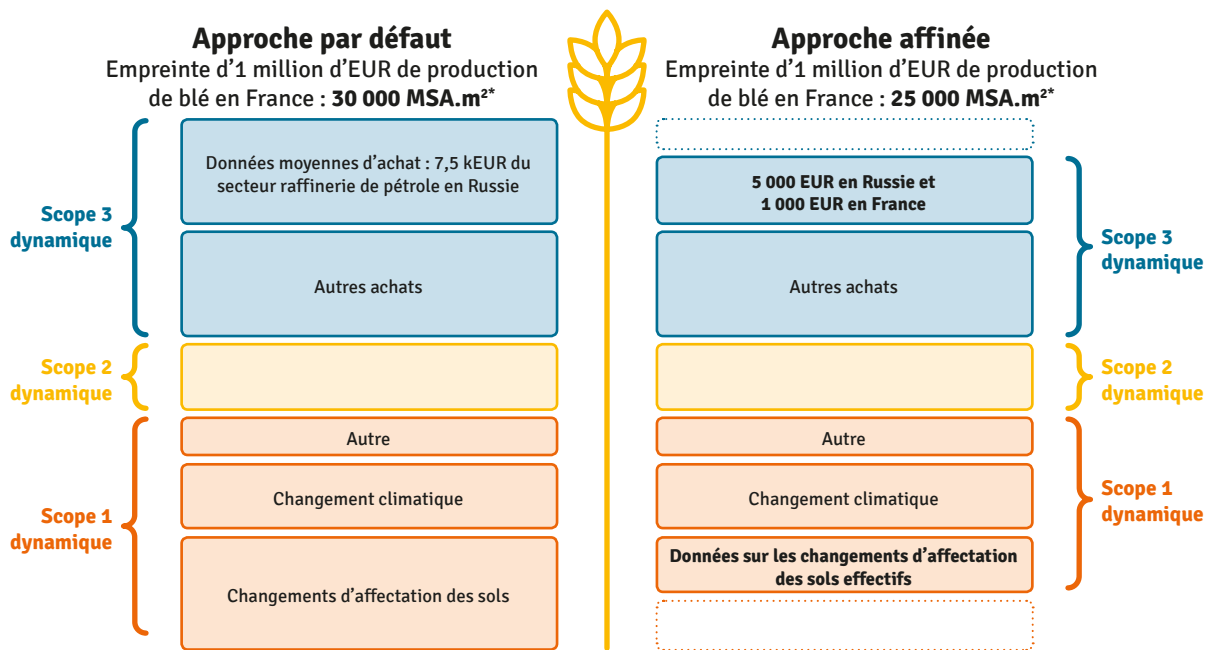 Approche par défaut
Empreinte d’1 million d’EUR de production
de blé en France : 30 000 MSA.m²*
Scope 3
dynamique
Données moyennes d’achat : 7,5 kEUR du
secteur raffinerie de pétrole en Russie
Autres achats
Scope 2
dynamique
Scope 1
dynamique
Autre
Changement climatique
Changements d’affectation des sols
Approche affinée
Empreinte d’1 million d’EUR de production
de blé en France : 25 000 MSA.m²*
5 000 EUR en Russie et
1 000 EUR en France
Autres achats
Scope 3
dynamique
Scope 2
dynamique
Autre
Changement climatique
Données sur les changements d’affectation
des sols effectifs
Scope 1
dynamique